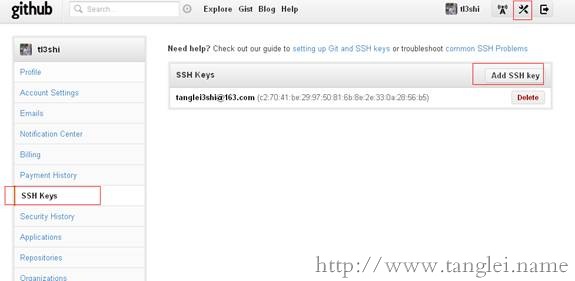 github Search... Explore Gist Blog Help tl3shi
tl3shi
Need help? Check out our guide to setting up Git and SSH keys or troubleshoot common SSH Problems
Profile
SSH Keys Add SSH key
Account Settings
tanglei3shi@163.com (c2:70:41:be:29:97:50:81:6b:8e:2e:33:0a:28:56:b5) Delete
Emails
Notification Center
Billing
Payment History
SSH Keys
Security History
Applications
Repositories
Organizations
http://www.tanglei.name